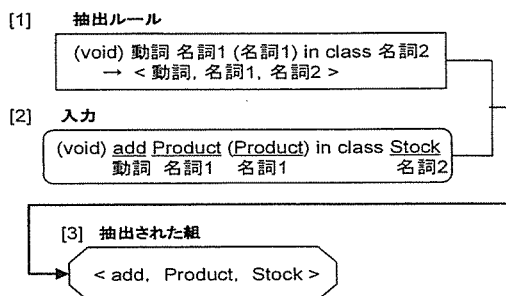 [1] 抽出ルール
(void) 動詞 名詞1 (名詞1) in class 名詞2
→ < 動詞, 名詞1, 名詞2 >
[2] 入力
(void) add Product (Product) in class Stock
動詞 名詞1 名詞1 名詞2
[3] 抽出された組
< add, Product, Stock >